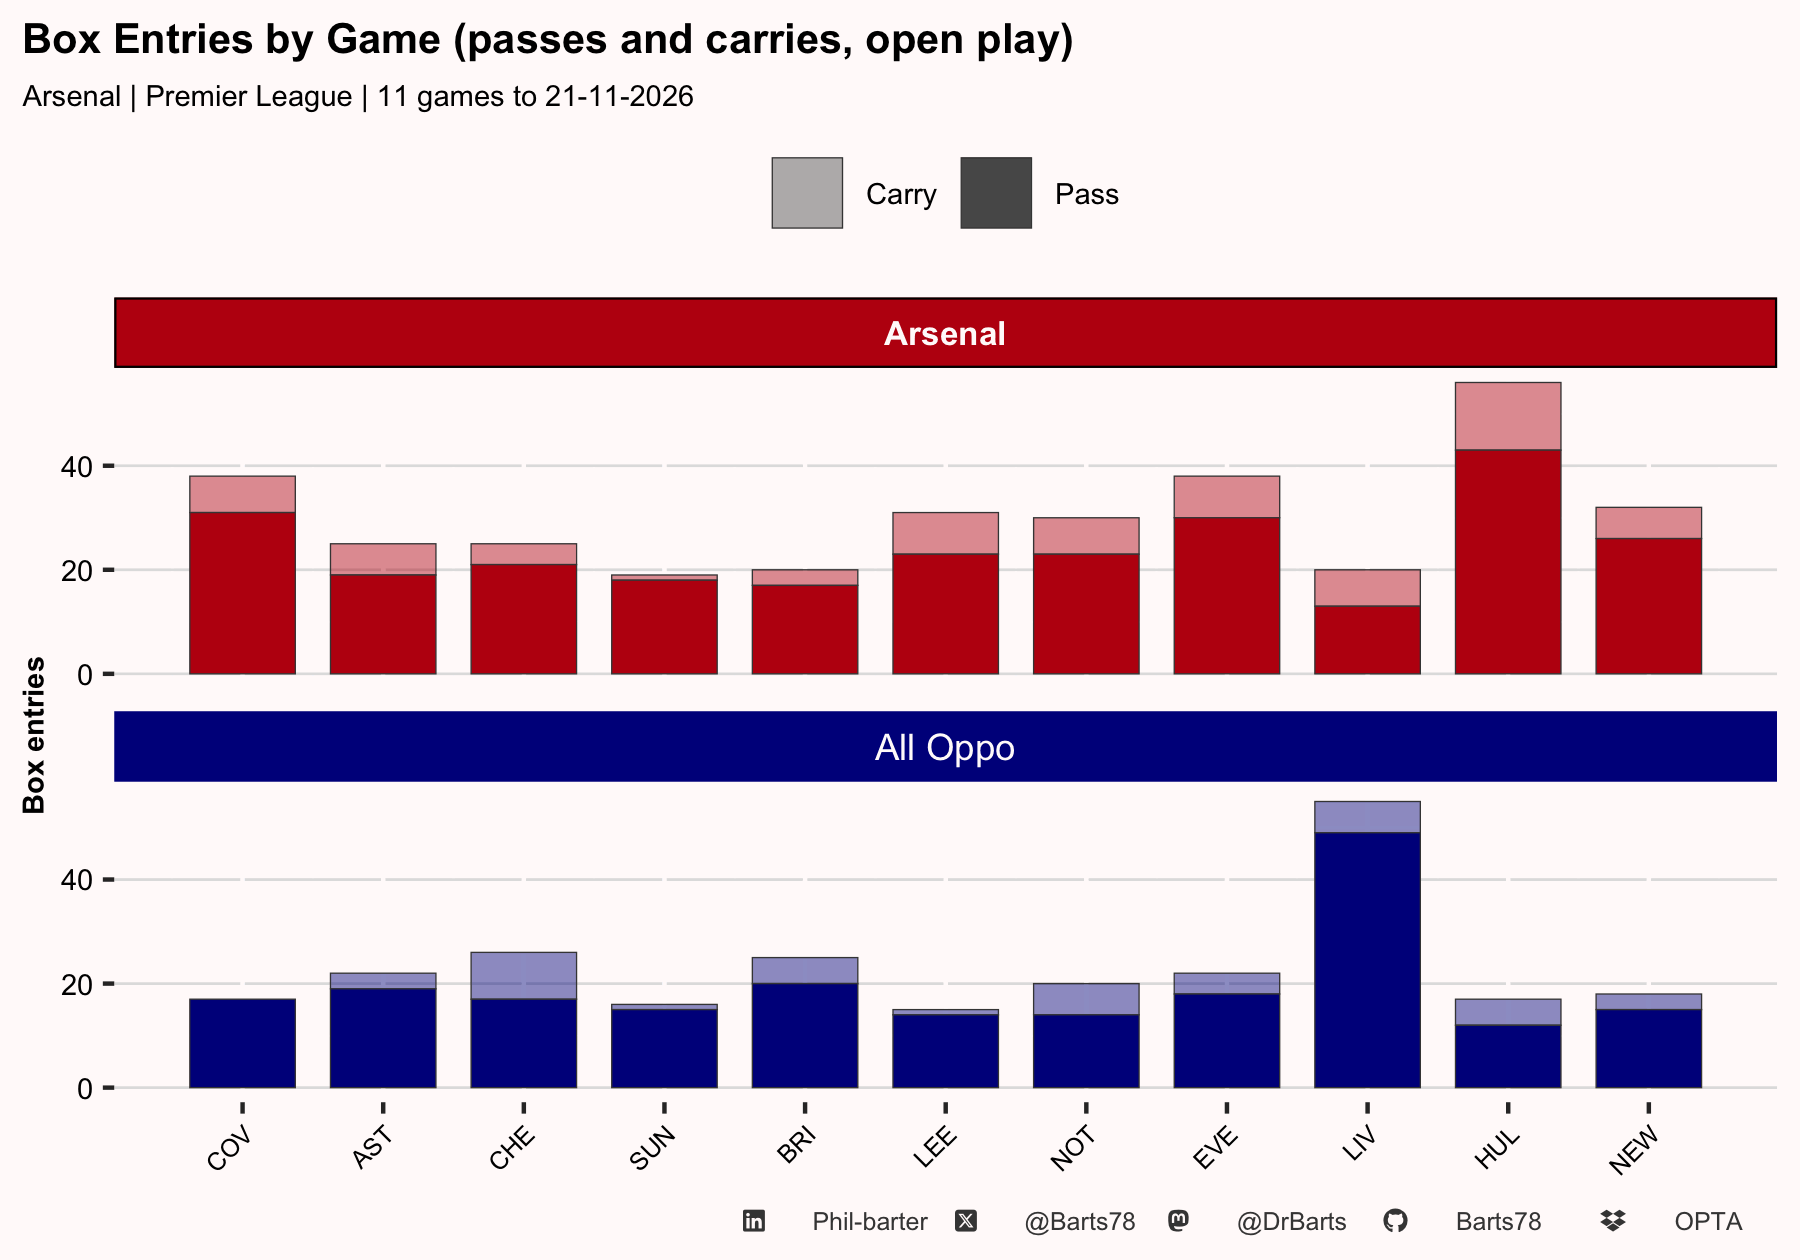 Box Entries by Game (passes and carries, open play)
Arsenal | Premier League | 11 games to 21-11-2026
Carry
Pass
Arsenal
40
20
0
Box entries
All Oppo
40
20
0
COV
AST
CHE
SUN
BRI
LEE
NOT
EVE
LIV
HUL
NEW
Phil-barter @Barts78 @DrBarts Barts78 OPTA